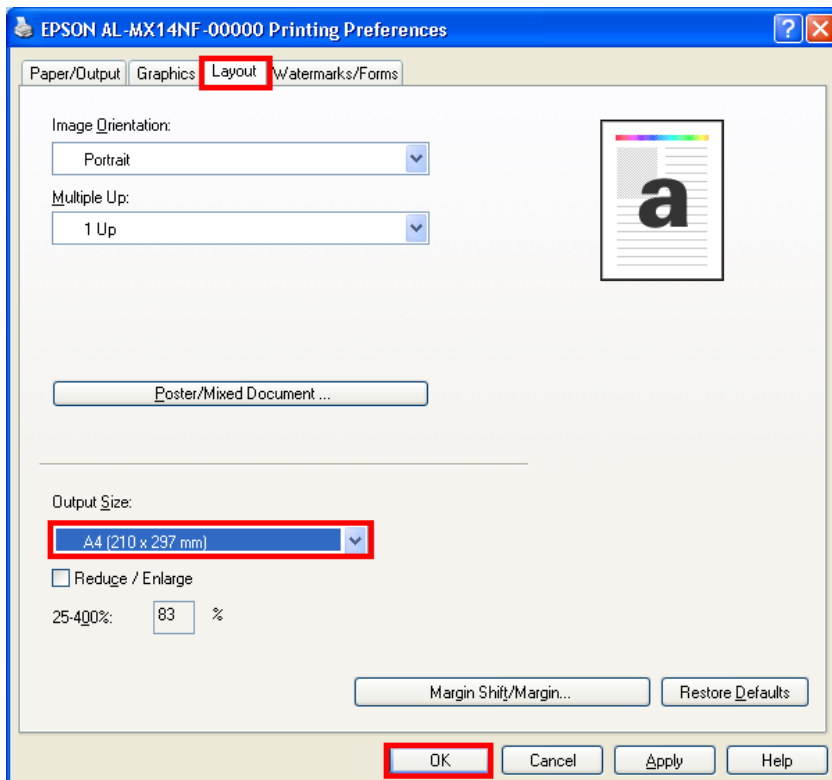 EPSON AL-MX14NF-00000 Printing Preferences
Paper/Output Graphics Layout Watermarks/Forms
Image Orientation:
Portrait
Multiple Up:
1 Up
a
Poster/Mixed Document ...
Output Size:
A4 (210 x 297 mm)
Reduce / Enlarge
25-400%: 83 %
Margin Shift/Margin... Restore Defaults
OK Cancel Apply Help